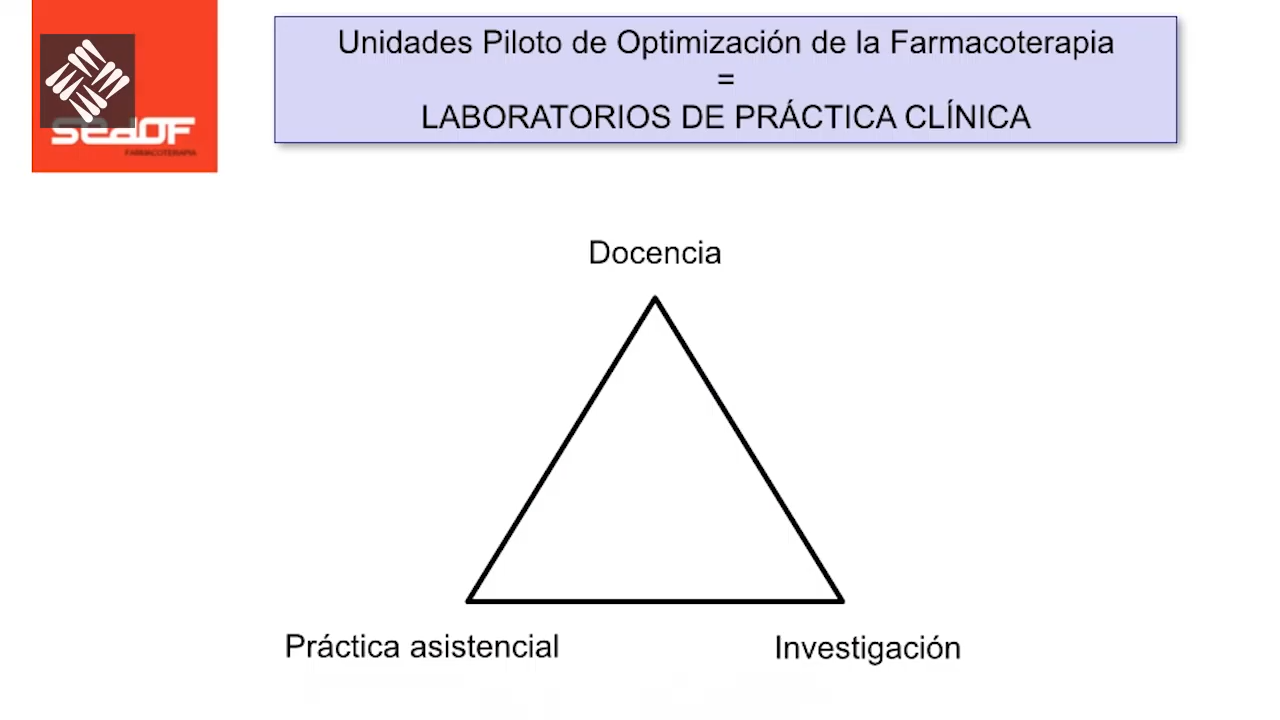 Unidades Piloto de Optimización de la Farmacoterapia
=
LABORATORIOS DE PRÁCTICA CLÍNICA
sedOF
FARMACOTERAPIA
Docencia
Práctica asistencial
Investigación